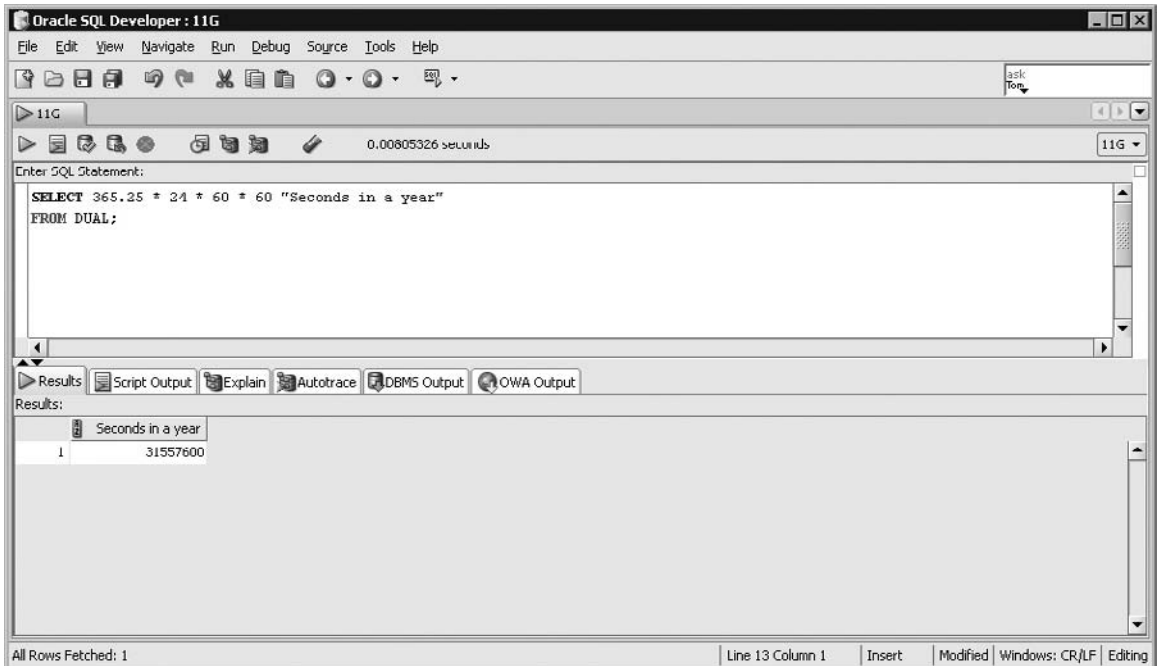 Oracle SQL Developer : 11G
File Edit View Navigate Run Debug Source Tools Help
SQL
ask
Tom
11G
0.00805326 seconds
11G
Enter SQL Statement:
SELECT 365.25 * 24 * 60 * 60 "Seconds in a year"
FROM DUAL;
Results Script Output Explain Autotrace DBMS Output OWA Output
Results:
Seconds in a year
1 31557600
All Rows Fetched: 1 Line 13 Column 1 Insert Modified Windows: CR/LF Editing